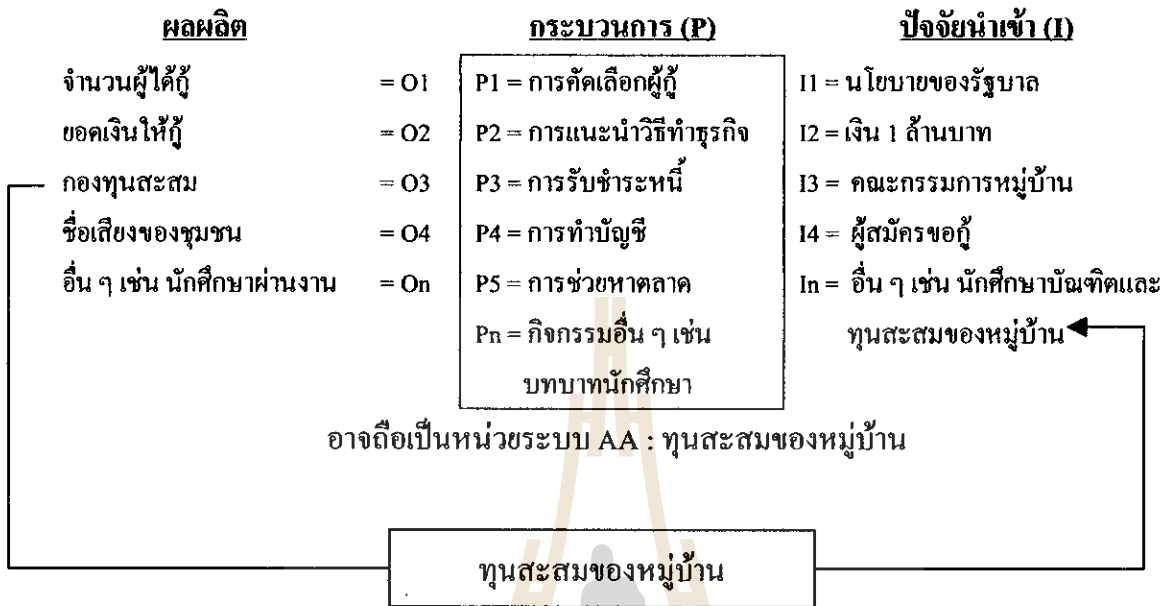 ผลผลิต กระบวนการ (P) ปัจจัยนำเข้า (I)
จำนวนผู้ได้กู้ = O1 P1 = การคัดเลือกผู้กู้ I1 = นโยบายของรัฐบาล
ยอดเงินให้กู้ = O2 P2 = การแนะนำวิธีทำธุรกิจ I2 = เงิน 1 ล้านบาท
กองทุนสะสม = O3 P3 = การรับชำระหนี้ I3 = คณะกรรมการหมู่บ้าน
ชื่อเสียงของชุมชน = O4 P4 = การทำบัญชี I4 = ผู้สมัครขอกู้
อื่น ๆ เช่น นักศึกษาผ่านงาน = On P5 = การช่วยหาตลาด In = อื่น ๆ เช่น นักศึกษาบัณฑิตและ
Pn = กิจกรรมอื่น ๆ เช่น ทุนสะสมของหมู่บ้าน
บทบาทนักศึกษา
อาจถือเป็นหน่วยระบบ AA : ทุนสะสมของหมู่บ้าน
ทุนสะสมของหมู่บ้าน